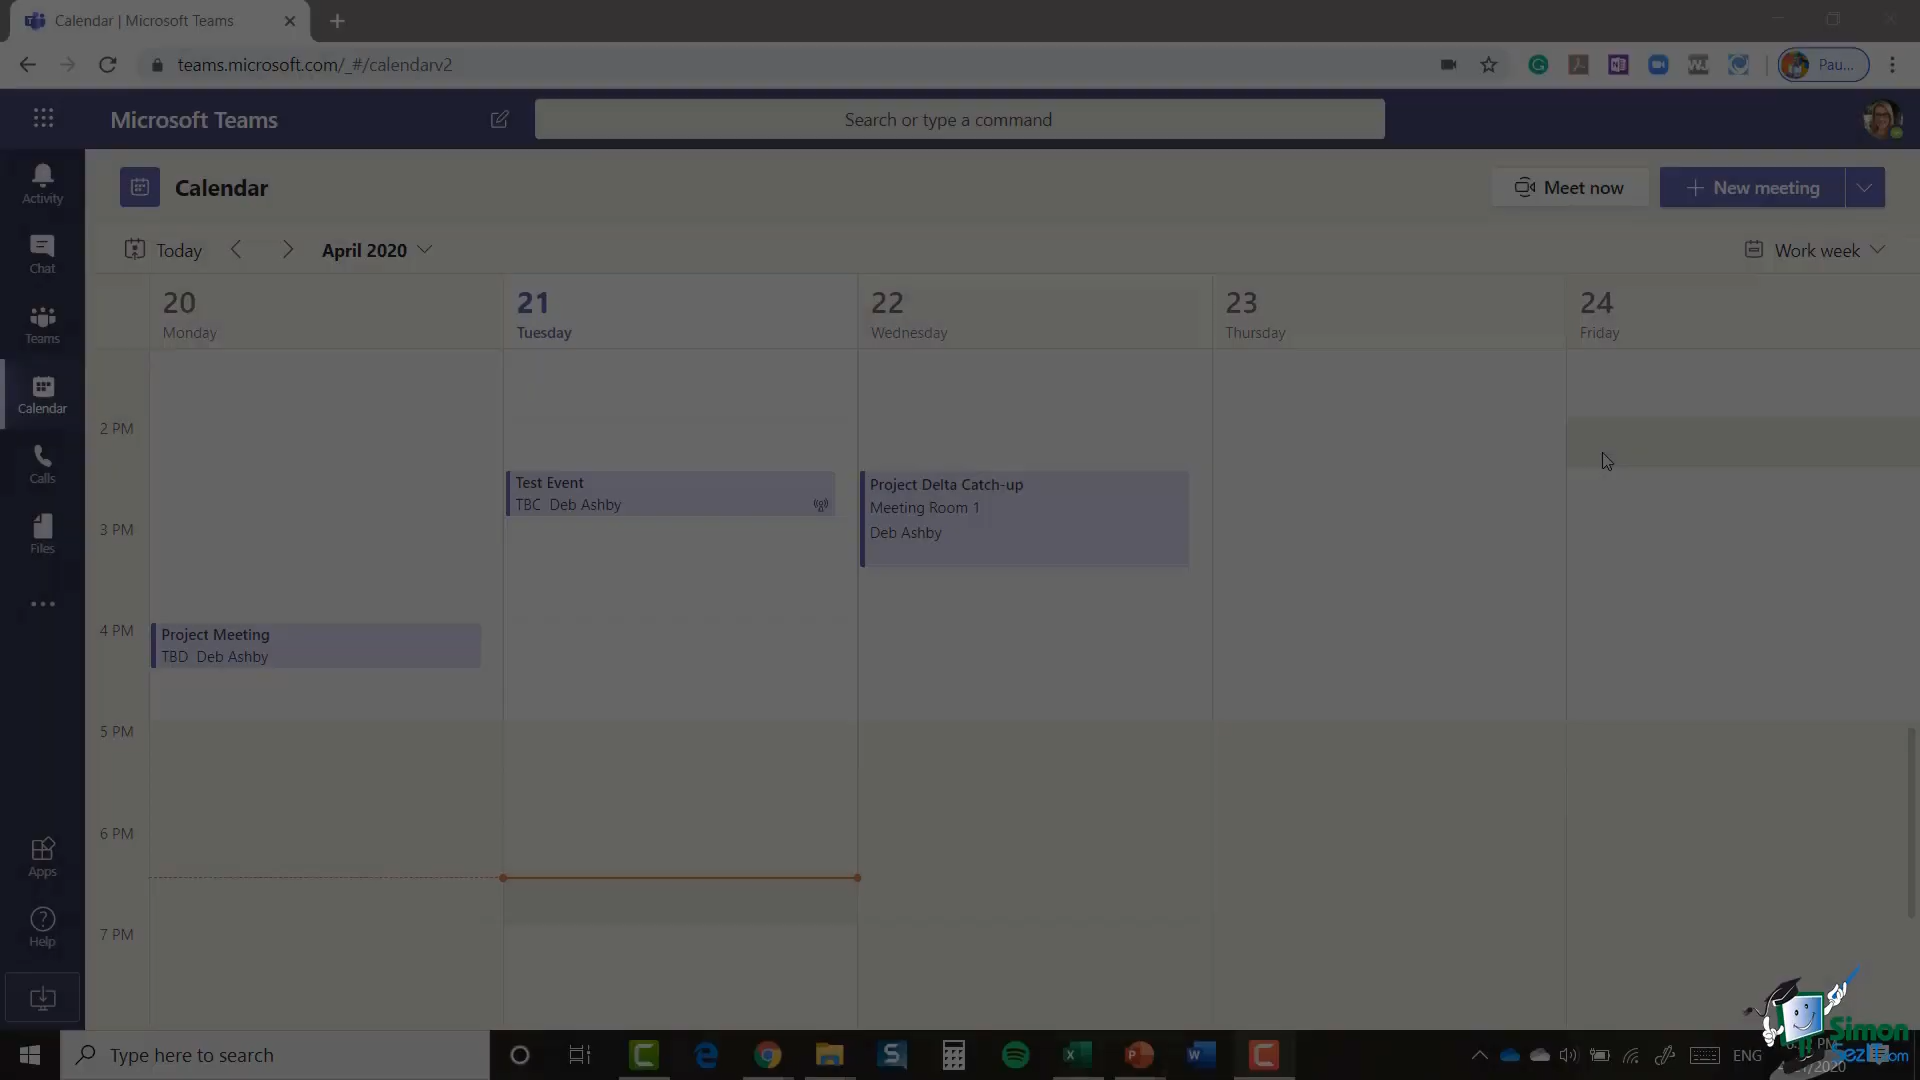 Calendar | Microsoft Teams
teams.microsoft.com/_#/calendarv2
Pau...
Microsoft Teams
Search or type a command
Activity
Chat
Teams
Calendar
Calls
Files
Apps
Help
Calendar
Meet now
New meeting
Today
April 2020
Work week
20
Monday
21
Tuesday
22
Wednesday
23
Thursday
24
Friday
2 PM
3 PM
4 PM
5 PM
6 PM
7 PM
Test Event
TBC Deb Ashby
Project Delta Catch-up
Meeting Room 1
Deb Ashby
Project Meeting
TBD Deb Ashby
Type here to search
ENG
Simon
SezIT.com